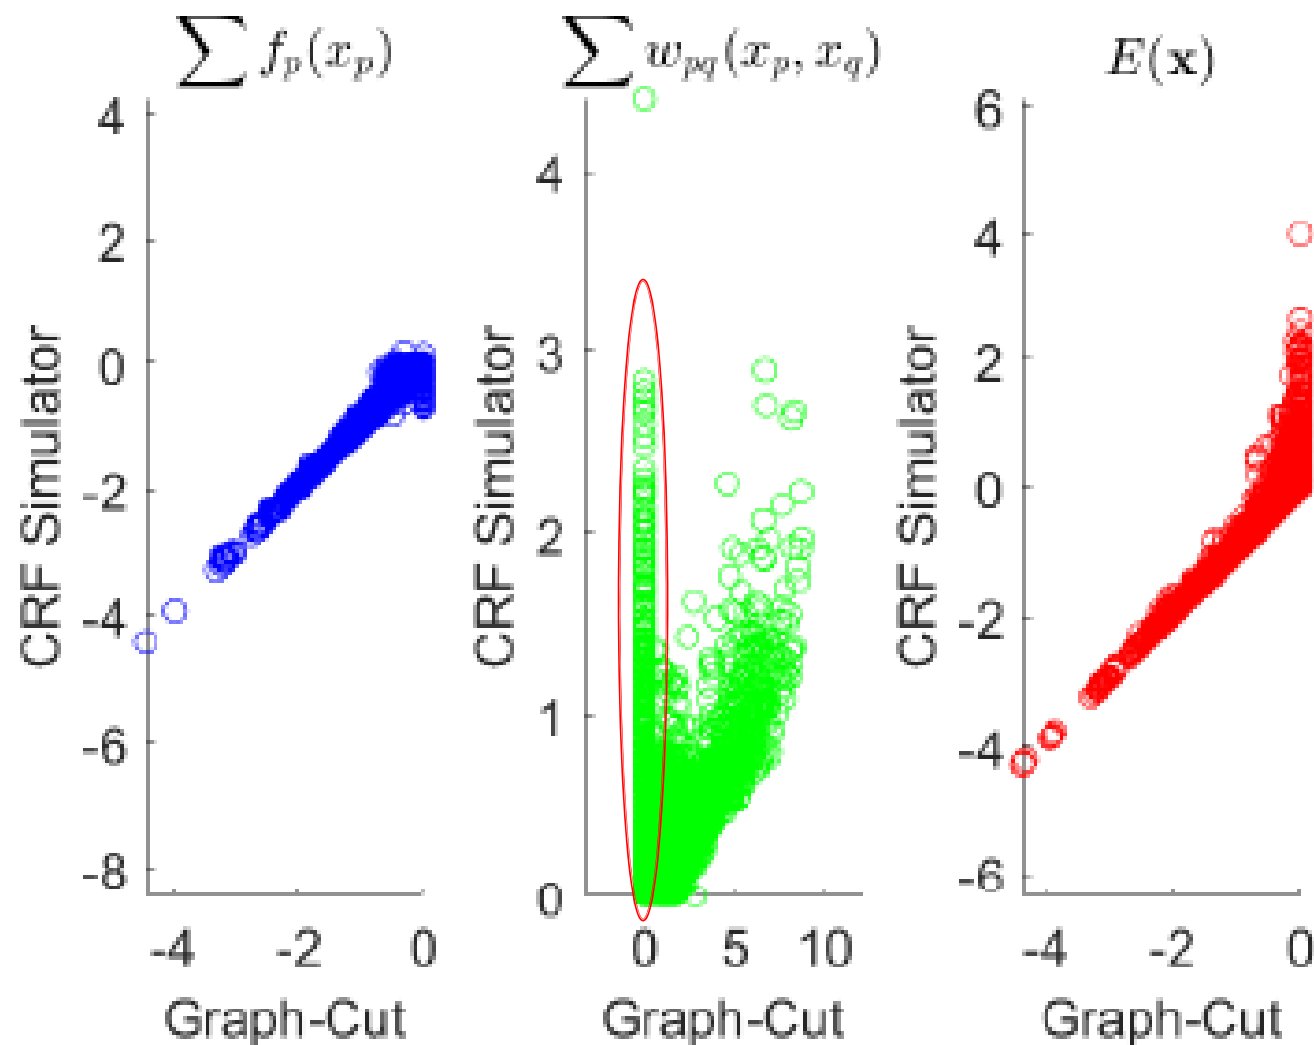 ∑ f_p(x_p)
4
2
0
-2
-4
-6
-8
CRF Simulator
-4 -2 0
Graph-Cut
∑ w_{pq}(x_p, x_q)
4
3
2
1
0
CRF Simulator
0 5 10
Graph-Cut
E(𝐱)
6
4
2
0
-2
-4
-6
CRF Simulator
-4 -2 0
Graph-Cut